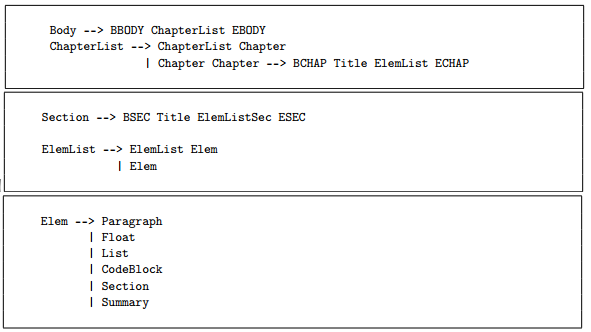 Body --> BBODY ChapterList EBODY
ChapterList --> ChapterList Chapter
| Chapter Chapter --> BCHAP Title ElemList ECHAP
Section --> BSEC Title ElemListSec ESEC
ElemList --> ElemList Elem
| Elem
Elem --> Paragraph
| Float
| List
| CodeBlock
| Section
| Summary